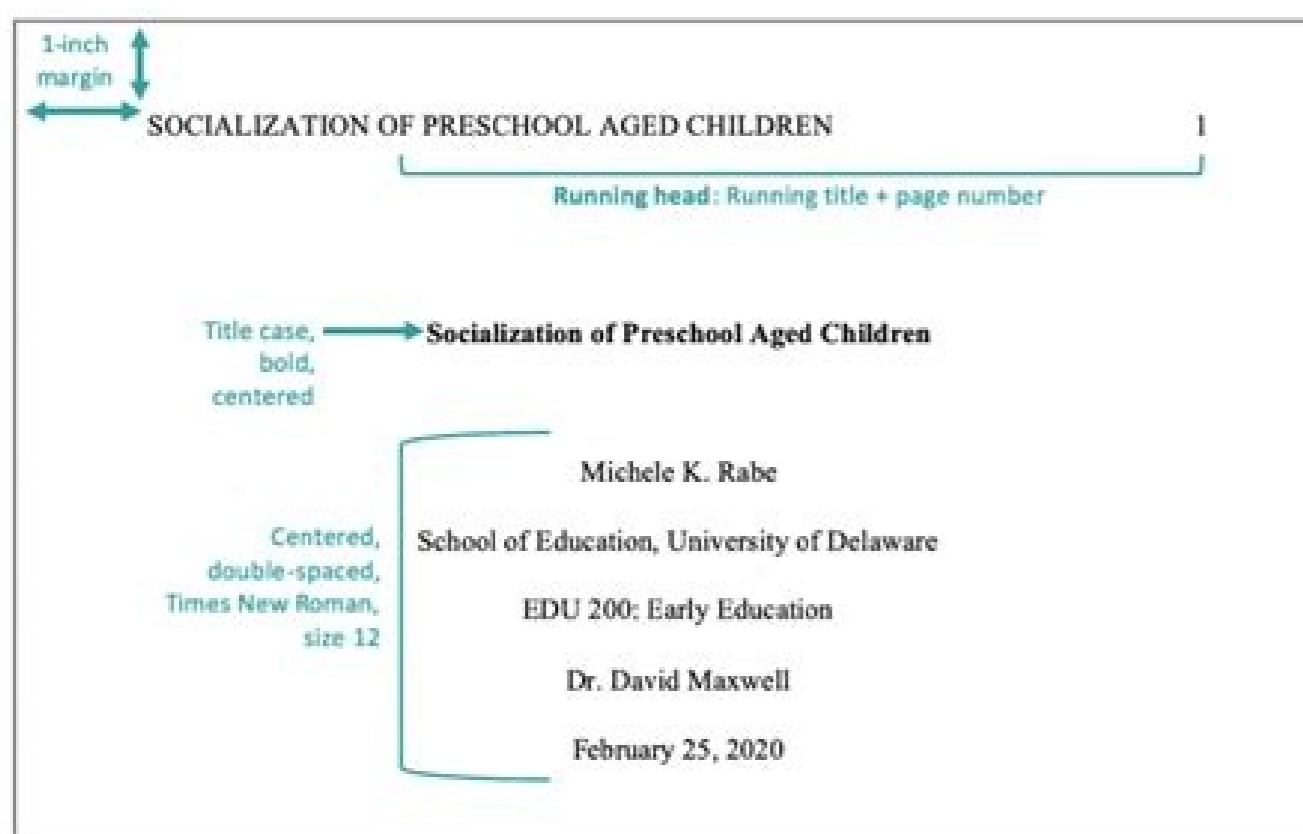 1-inch
margin
SOCIALIZATION OF PRESCHOOL AGED CHILDREN 1
Running head: Running title + page number
Title case,
bold,
centered
Socialization of Preschool Aged Children
Michele K. Rabe
School of Education, University of Delaware
EDU 200: Early Education
Dr. David Maxwell
February 25, 2020
Centered,
double-spaced,
Times New Roman,
size 12